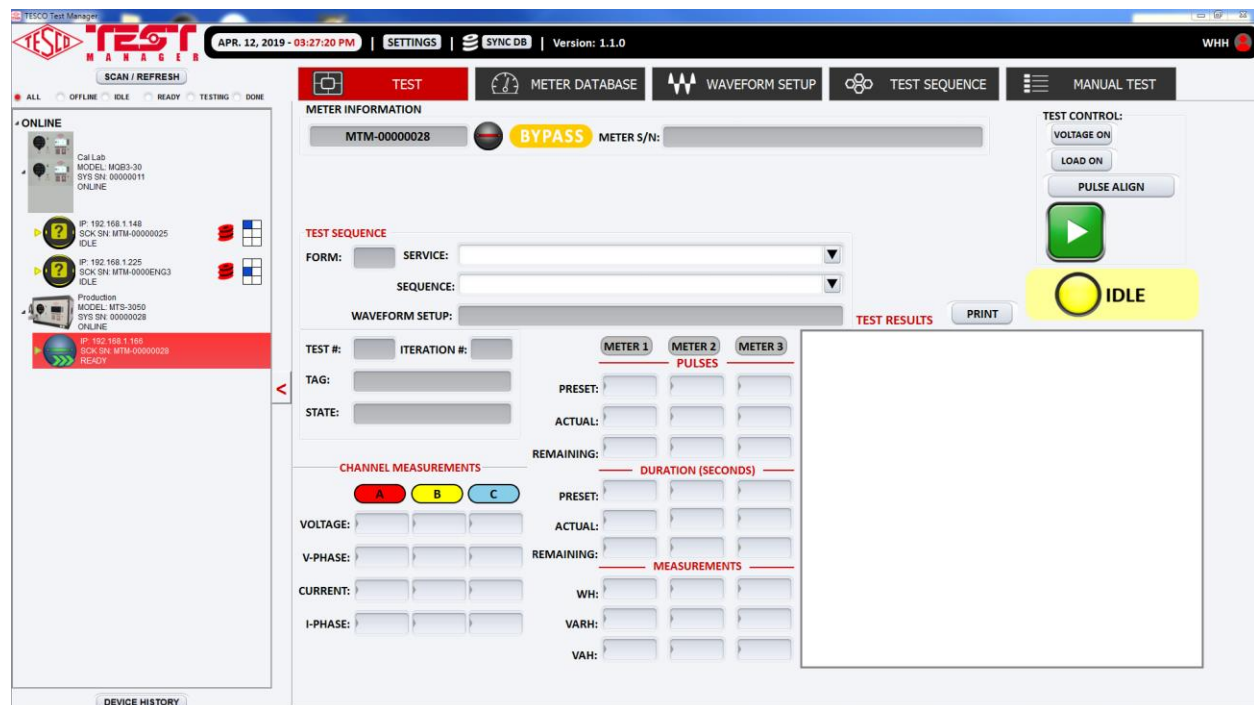 TESCO Test Manager
TESCO TEST MANAGER
APR. 12, 2019 - 03:27:20 PM | SETTINGS | SYNC DB | Version: 1.1.0
WHH
SCAN / REFRESH
ALL OFFLINE IDLE READY TESTING DONE
ONLINE
Cal Lab
MODEL: MQB3-30
SYS SN: 00000011
ONLINE
IP: 192.168.1.148
SCK SN: MTM-00000025
IDLE
IP: 192.168.1.225
SCK SN: MTM-0000ENG3
IDLE
Production
MODEL: MTS-3050
SYS SN: 00000028
ONLINE
IP: 192.168.1.166
SCK SN: MTM-00000028
READY
DEVICE HISTORY
<
TEST METER DATABASE WAVEFORM SETUP TEST SEQUENCE MANUAL TEST
METER INFORMATION
MTM-00000028 BYPASS METER S/N:
TEST CONTROL:
VOLTAGE ON
LOAD ON
PULSE ALIGN
IDLE
TEST SEQUENCE
FORM: SERVICE:
SEQUENCE:
WAVEFORM SETUP:
TEST RESULTS PRINT
TEST #: ITERATION #:
TAG:
STATE:
METER 1 METER 2 METER 3
PULSES
PRESET:
ACTUAL:
REMAINING:
DURATION (SECONDS)
PRESET:
ACTUAL:
REMAINING:
MEASUREMENTS
WH:
VARH:
VAH:
CHANNEL MEASUREMENTS
A B C
VOLTAGE:
V-PHASE:
CURRENT:
I-PHASE: